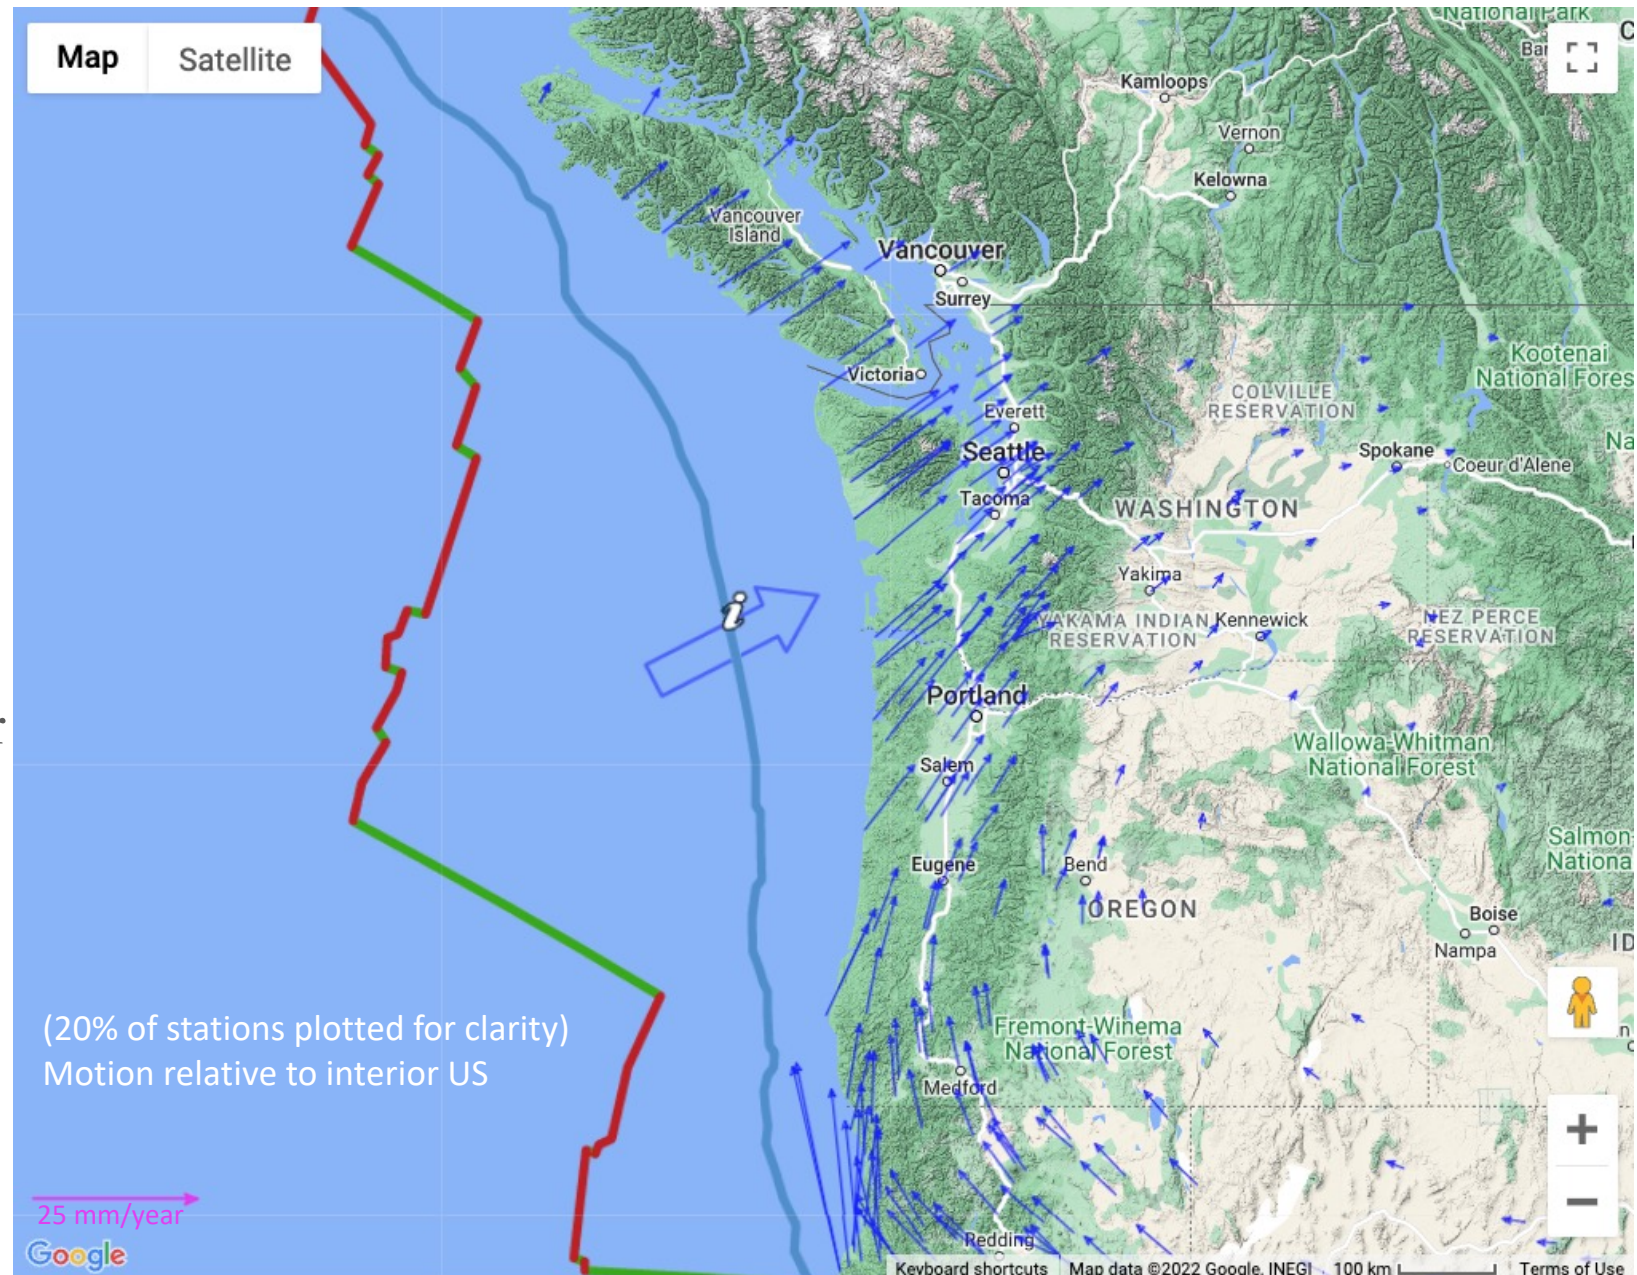 Map
Satellite
National Park
Kamloops
Vernon
Kelowna
Vancouver
Island
Vancouver
Surrey
Victoria
Kootenai
National Fores
COLVILLE
RESERVATION
Everett
Seattle
Spokane
Coeur d'Alene
Na
Tacoma
WASHINGTON
i
Yakima
YAKAMA INDIAN
RESERVATION
Kennewick
NEZ PERCE
RESERVATION
Portland
Salem
Wallowa-Whitman
National Forest
Salmon-
Nationa
Eugene
Bend
OREGON
Boise
Nampa
ID
(20% of stations plotted for clarity)
Motion relative to interior US
Fremont-Winema
National Forest
Medford
25 mm/year
Redding
Google
Keyboard shortcuts
Map data ©2022 Google, INEGI
100 km
Terms of Use